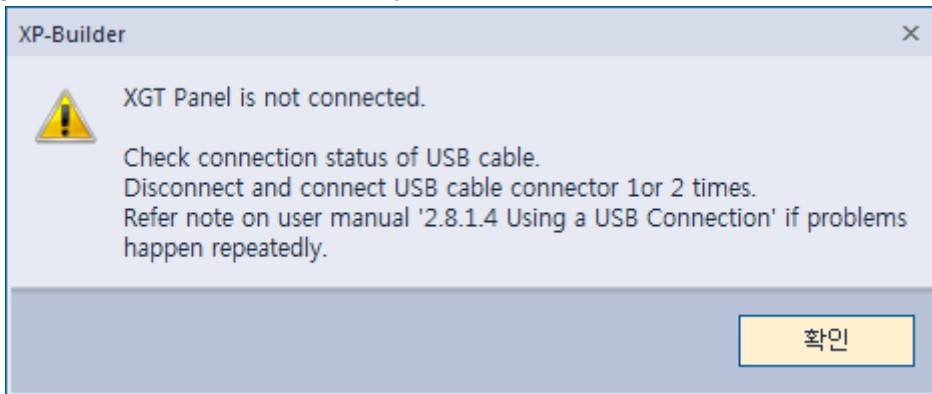 XP-Builder
XGT Panel is not connected.
Check connection status of USB cable.
Disconnect and connect USB cable connector 1or 2 times.
Refer note on user manual '2.8.1.4 Using a USB Connection' if problems
happen repeatedly.
확인